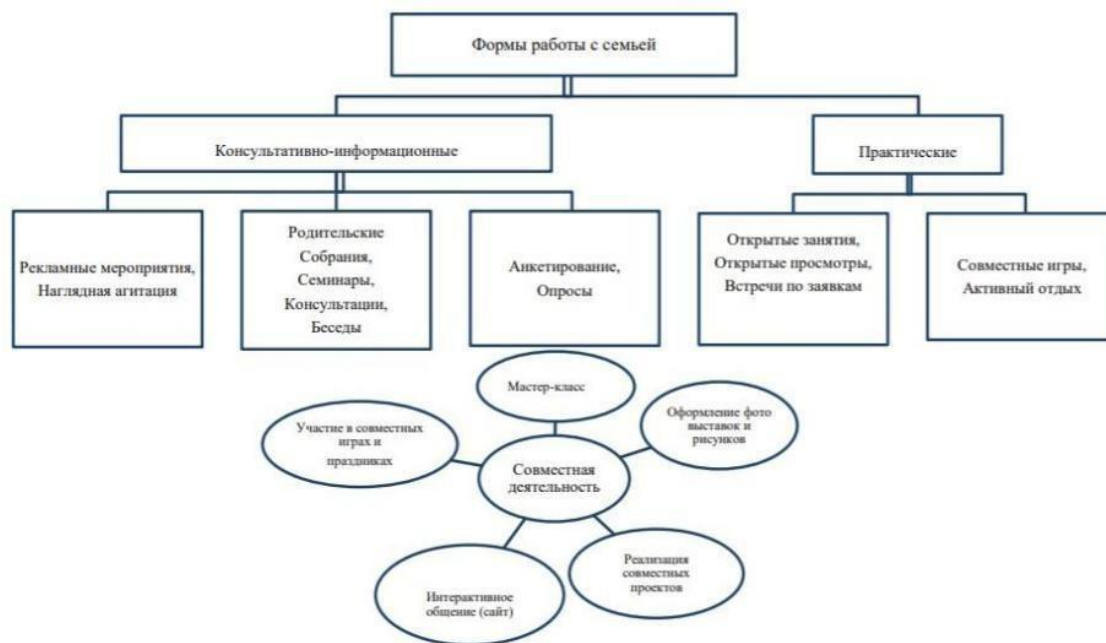 Формы работы с семьей
Консультативно-информационные
Практические
Рекламные мероприятия,
Наглядная агитация
Родительские
Собрания,
Семинары,
Консультации,
Беседы
Анкетирование,
Опросы
Открытые занятия,
Открытые просмотры,
Встречи по заявкам
Совместные игры,
Активный отдых
Мастер-класс
Участие в совместных
играх и
праздниках
Оформление фото
выставок и
рисунков
Совместная
деятельность
Интерактивное
общение (сайт)
Реализация
совместных
проектов